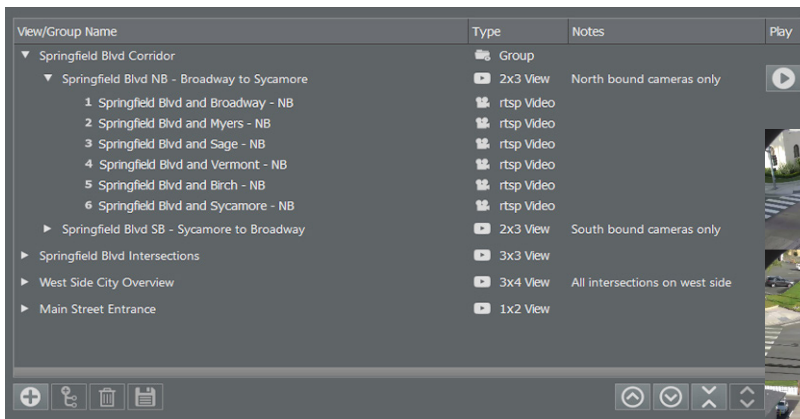 View/Group Name Type Notes Play
Springfield Blvd Corridor Group
Springfield Blvd NB - Broadway to Sycamore 2x3 View North bound cameras only
1 Springfield Blvd and Broadway - NB rtsp Video
2 Springfield Blvd and Myers - NB rtsp Video
3 Springfield Blvd and Sage - NB rtsp Video
4 Springfield Blvd and Vermont - NB rtsp Video
5 Springfield Blvd and Birch - NB rtsp Video
6 Springfield Blvd and Sycamore - NB rtsp Video
Springfield Blvd SB - Sycamore to Broadway 2x3 View South bound cameras only
Springfield Blvd Intersections 3x3 View
West Side City Overview 3x4 View All intersections on west side
Main Street Entrance 1x2 View